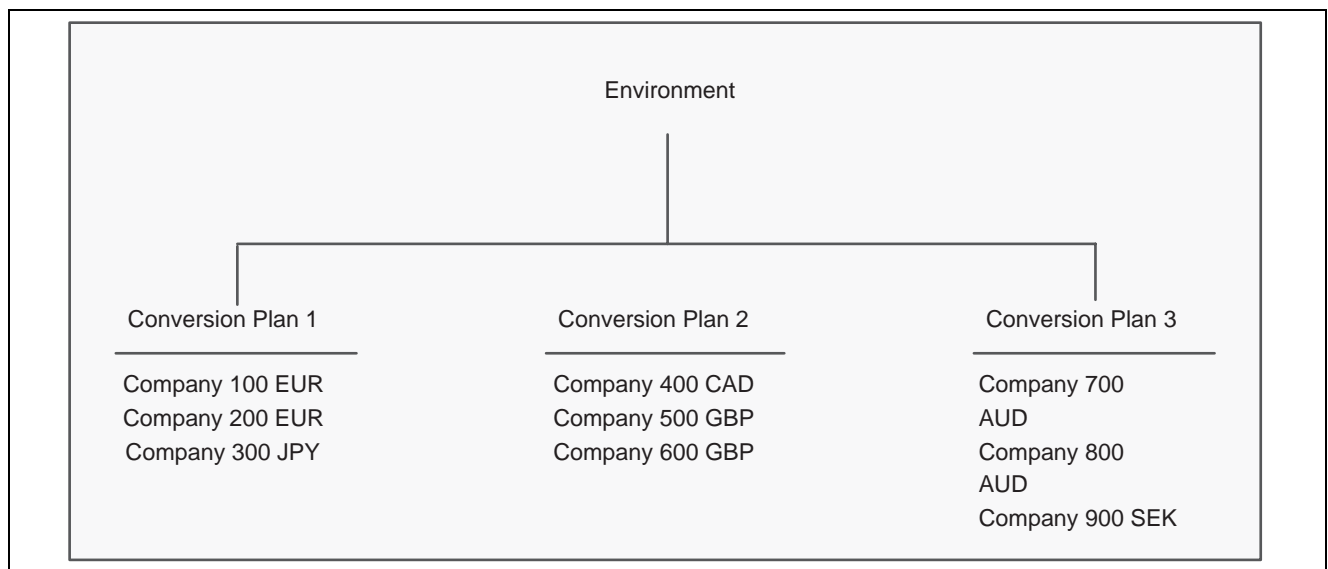 Environment
Conversion Plan 1
Company 100 EUR
Company 200 EUR
Company 300 JPY
Conversion Plan 2
Company 400 CAD
Company 500 GBP
Company 600 GBP
Conversion Plan 3
Company 700
AUD
Company 800
AUD
Company 900 SEK